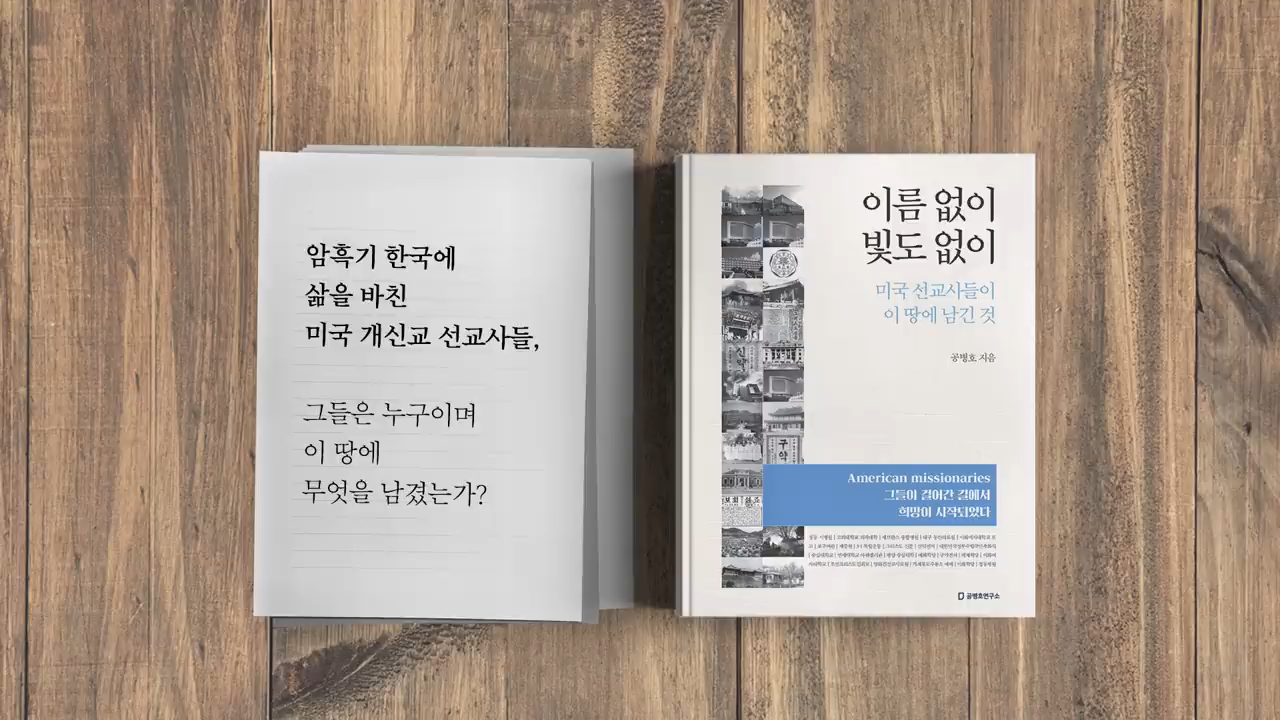 암흑기 한국에
삶을 바친
미국 개신교 선교사들,
그들은 누구이며
이 땅에
무엇을 남겼는가?
이름 없이
빛도 없이
미국 선교사들이
이 땅에 남긴 것
공병호 지음
구약
American missionaries
그들이 걸어간 길에서
희망이 시작되었다
공병호연구소